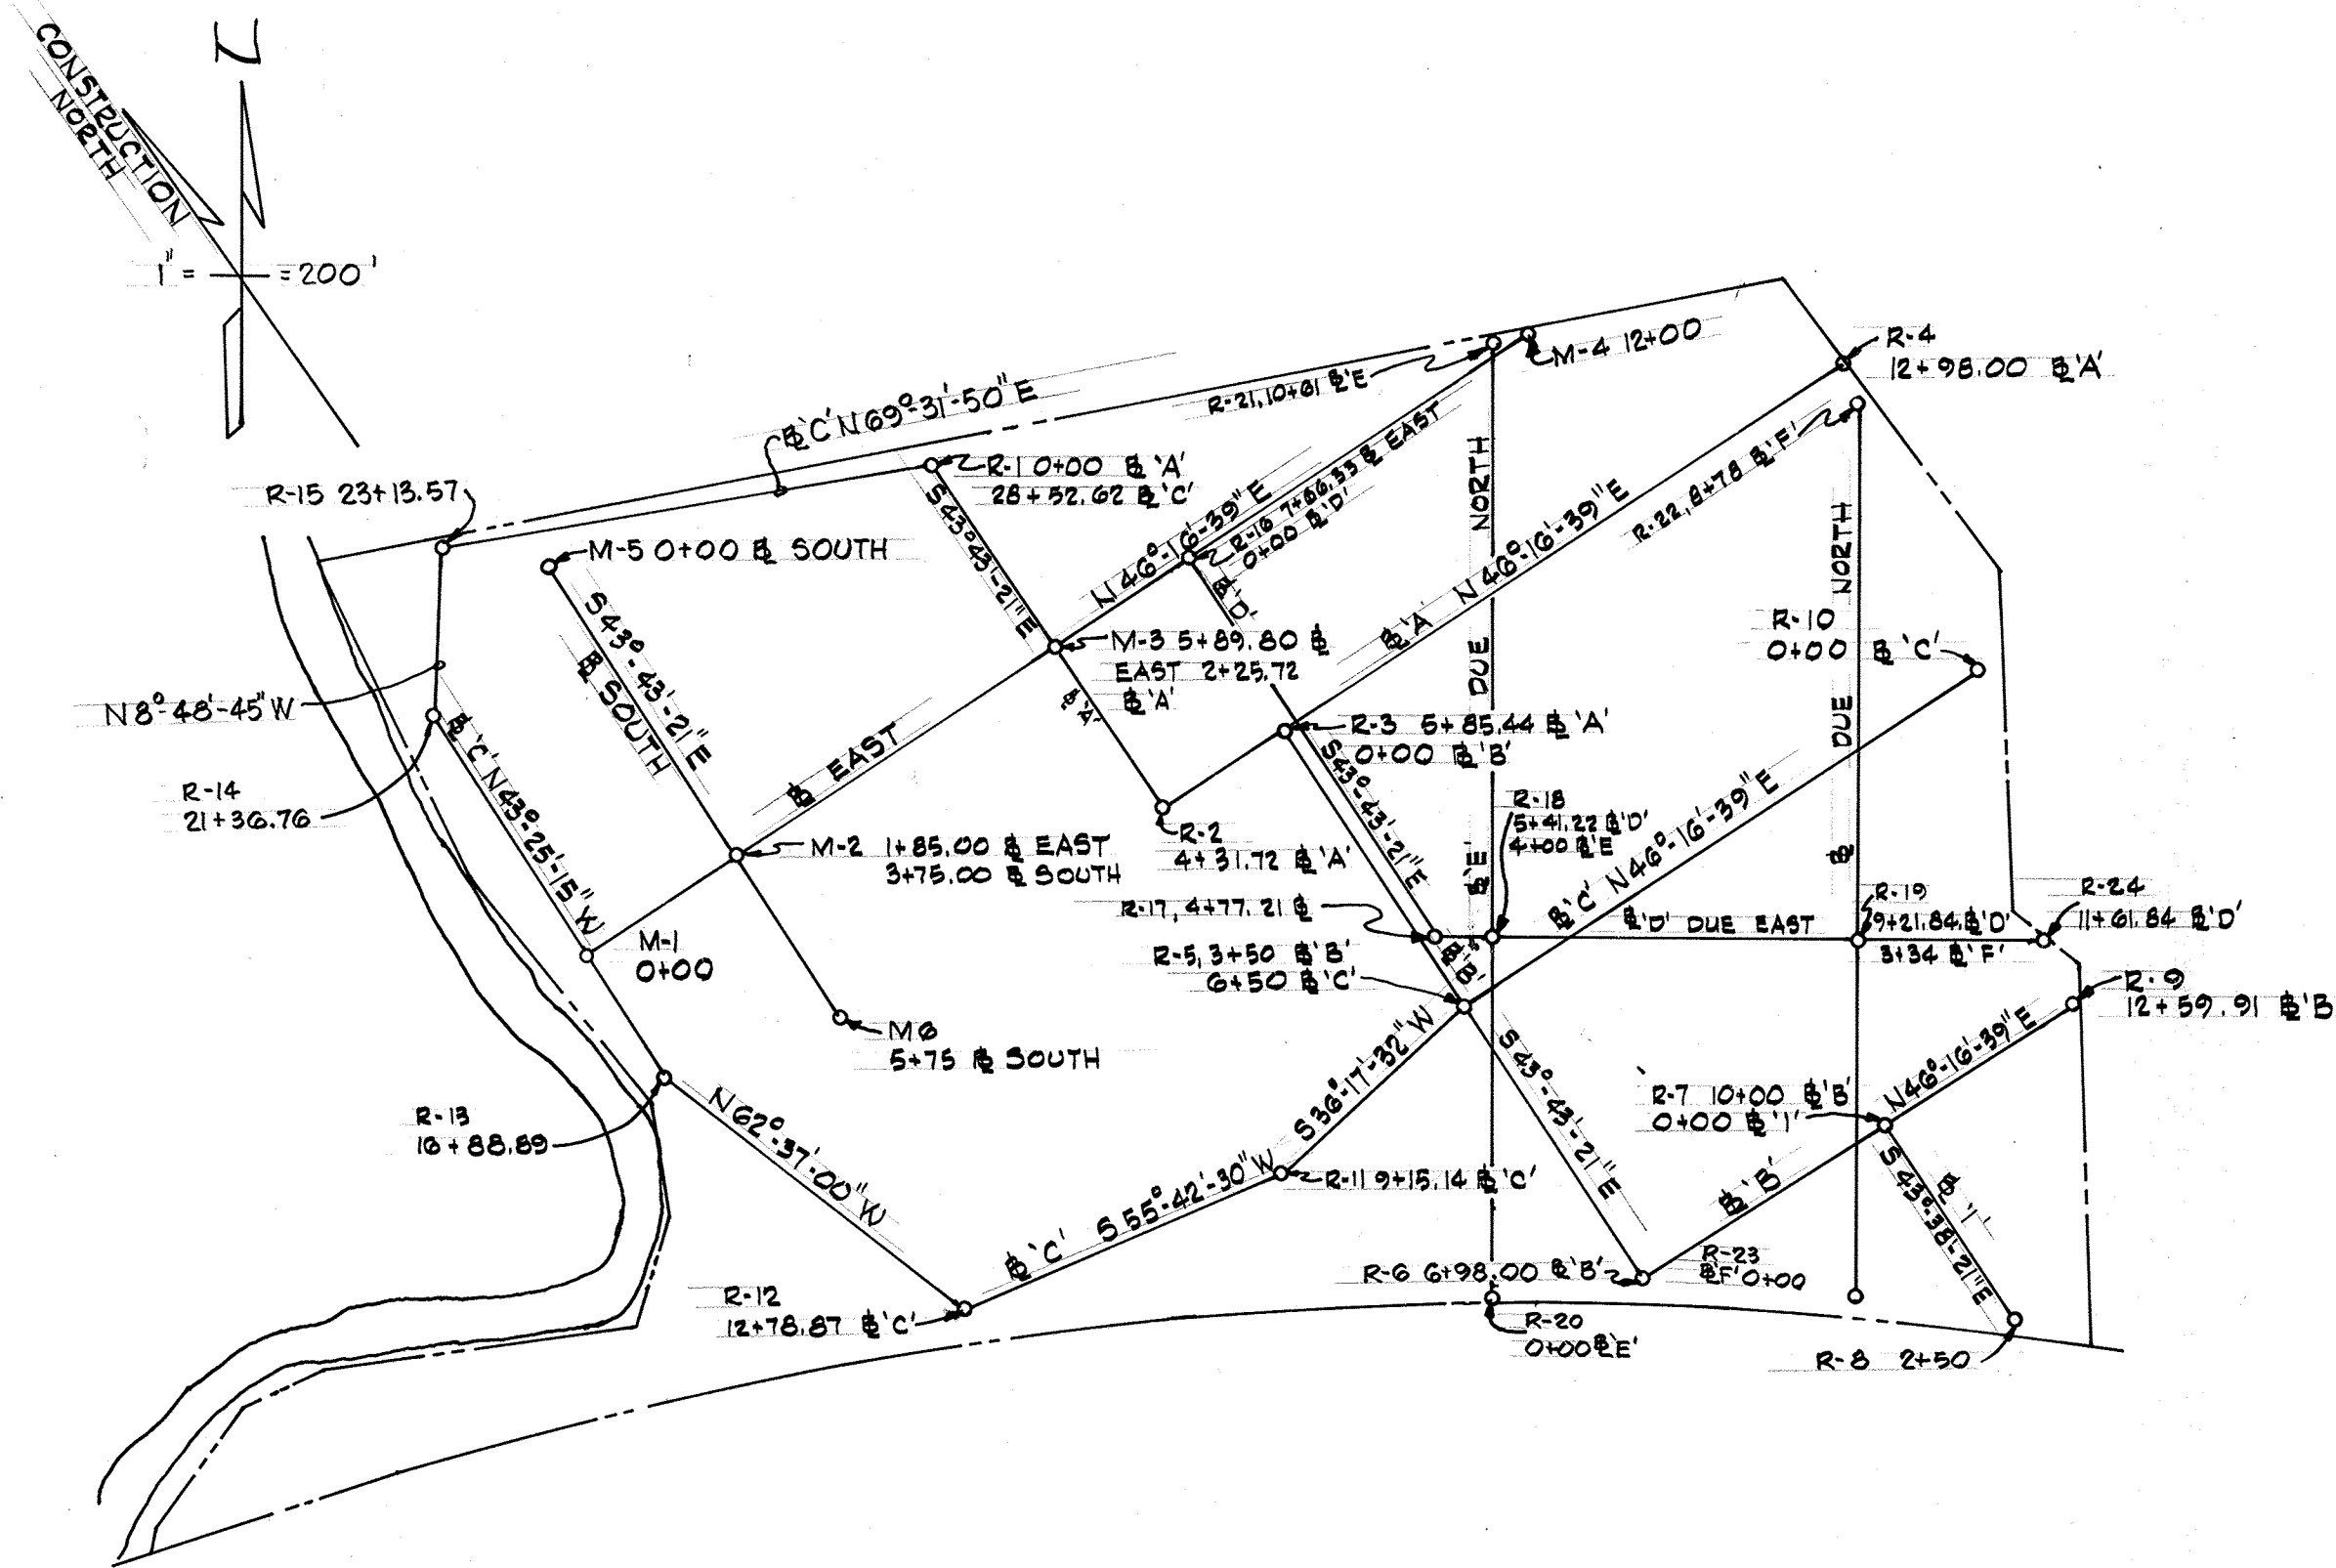 CONSTRUCTION
NORTH
N
1" = = 200'
R-15 23+13.57
℄ 'C' N 69°-31'-50" E
R-1 0+00 ℄ 'A'
28+52.62 ℄ 'C'
R-21, 10+61 ℄ 'E'
M-4 12+00
R-4
12+98.00 ℄ 'A'
M-5 0+00 ℄ SOUTH
S 43°-43'-21" E
℄ SOUTH
S 43°-43'-21" E
N 46°-16'-39" E
R-16 7+66.33 ℄ EAST
0+00 ℄ 'D'
℄ 'D'
NORTH
DUE
℄ 'E'
℄ 'A' N 46°-16'-39" E
R-22, 8+78 ℄ 'F'
NORTH
DUE
℄
R-10
0+00 ℄ 'C'
M-3 5+89.80 ℄
EAST 2+25.72
℄ 'A'
℄ 'A'
N 8°-48'-45" W
R-14
21+36.76
℄ 'C' N 43°-25'-15" W
℄ EAST
R-3 5+85.44 ℄ 'A'
0+00 ℄ 'B'
S 43°-43'-21" E
R-2
4+31.72 ℄ 'A'
R-18
5+41.22 ℄ 'D'
4+00 ℄ 'E'
M-2 1+85.00 ℄ EAST
3+75.00 ℄ SOUTH
℄ 'C' N 46°-16'-39" E
R-17, 4+77.21 ℄
℄ 'D' DUE EAST
R-19
9+21.84 ℄ 'D'
3+34 ℄ 'F'
R-24
11+61.84 ℄ 'D'
M-1
0+00
R-5, 3+50 ℄ 'B'
6+50 ℄ 'C'
℄ 'B'
R-9
12+59.91 ℄ 'B
M6
5+75 ℄ SOUTH
S 36°-17'-32" W
S 43°-43'-21" E
R-7 10+00 ℄ 'B'
0+00 ℄ '1'
N 46°-16'-39" E
R-13
16+88.89
N 62°-37'-00" W
R-11 9+15.14 ℄ 'C'
℄ 'C' S 55°-42'-30" W
℄ 'B'
℄ '1'
S 43°-38'-21" E
R-12
12+78.87 ℄ 'C'
R-6 6+98.00 ℄ 'B'
R-23
℄ 'F' 0+00
R-20
0+00 ℄ 'E'
R-8 2+50